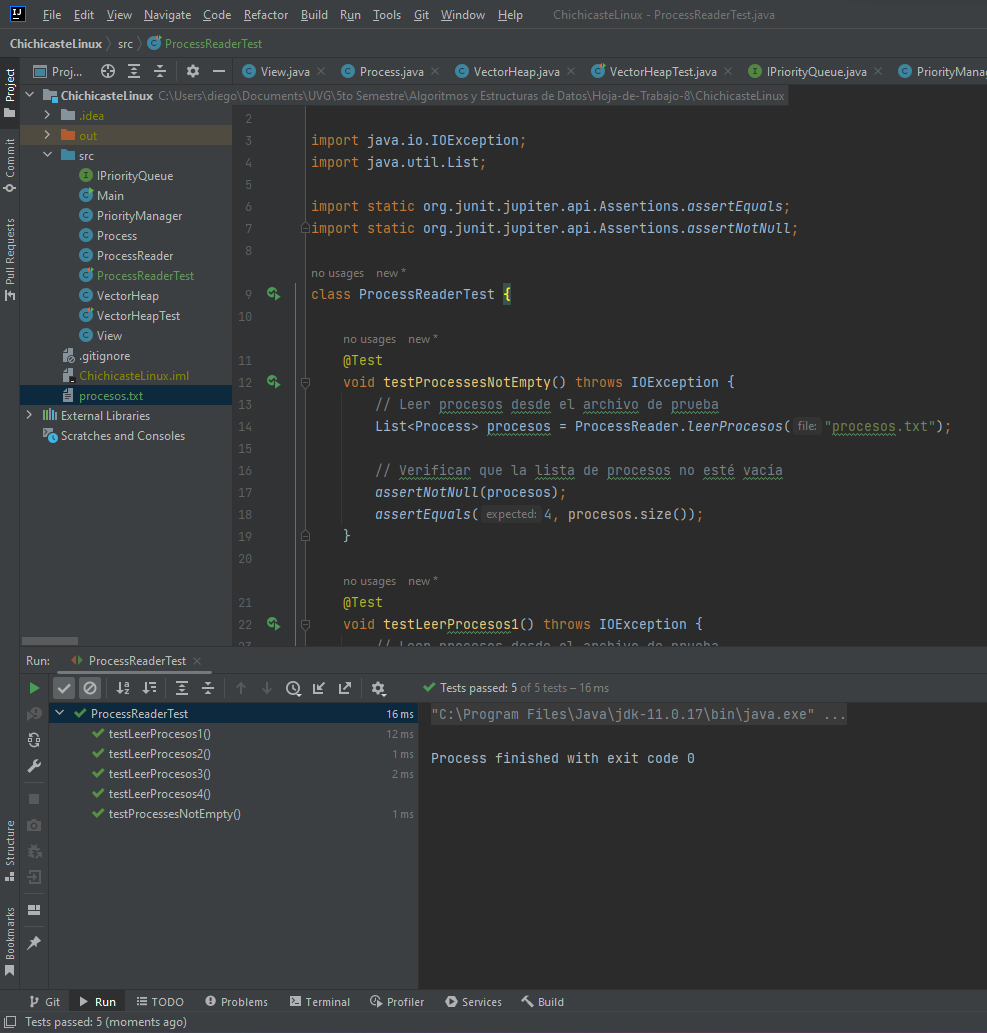 File Edit View Navigate Code Refactor Build Run Tools Git Window Help ChichicasteLinux - ProcessReaderTest.java
ChichicasteLinux src ProcessReaderTest
Project
Commit
Pull Requests
Proj...
View.java Process.java VectorHeap.java VectorHeapTest.java IPriorityQueue.java PriorityMana
ChichicasteLinux C:\Users\diego\Documents\UVG\5to Semestre\Algoritmos y Estructuras de Datos\Hoja-de-Trabajo-8\ChichicasteLinux
.idea
out
src
IPriorityQueue
Main
PriorityManager
Process
ProcessReader
ProcessReaderTest
VectorHeap
VectorHeapTest
View
.gitignore
ChichicasteLinux.iml
procesos.txt
External Libraries
Scratches and Consoles
2
3 import java.io.IOException;
4 import java.util.List;
5
6 import static org.junit.jupiter.api.Assertions.assertEquals;
7 import static org.junit.jupiter.api.Assertions.assertNotNull;
8
no usages new *
9 class ProcessReaderTest {
10
no usages new *
11 @Test
12 void testProcessesNotEmpty() throws IOException {
13 // Leer procesos desde el archivo de prueba
14 List<Process> procesos = ProcessReader.leerProcesos( file: "procesos.txt");
15
16 // Verificar que la lista de procesos no esté vacía
17 assertNotNull(procesos);
18 assertEquals( expected: 4, procesos.size());
19 }
20
no usages new *
21 @Test
22 void testLeerProcesos1() throws IOException {
23 // Leer procesos desde el archivo de prueba
Run: ProcessReaderTest
Tests passed: 5 of 5 tests – 16 ms
ProcessReaderTest 16 ms
testLeerProcesos1() 12 ms
testLeerProcesos2() 1 ms
testLeerProcesos3() 2 ms
testLeerProcesos4()
testProcessesNotEmpty() 1 ms
"C:\Program Files\Java\jdk-11.0.17\bin\java.exe" ...
Process finished with exit code 0
Structure
Bookmarks
Git Run TODO Problems Terminal Profiler Services Build
Tests passed: 5 (moments ago)